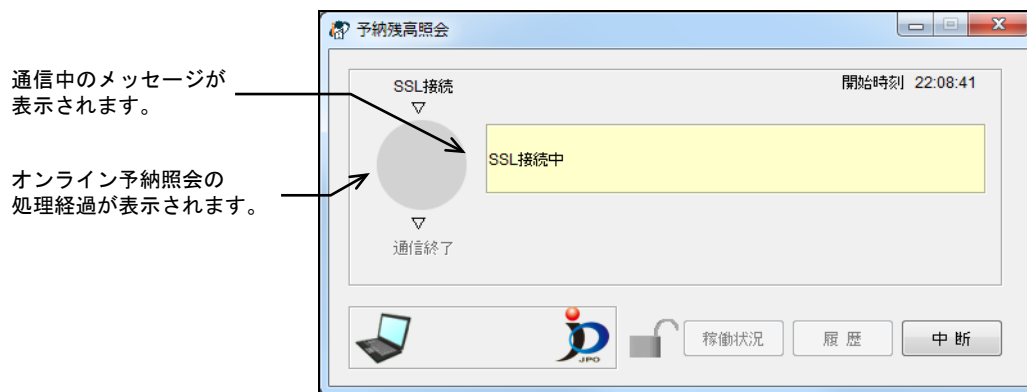 予納残高照会
通信中のメッセージが
表示されます。
オンライン予納照会の
処理経過が表示されます。
SSL接続
開始時刻 22:08:41
SSL接続中
通信終了
JPO
稼働状況
履歴
中断